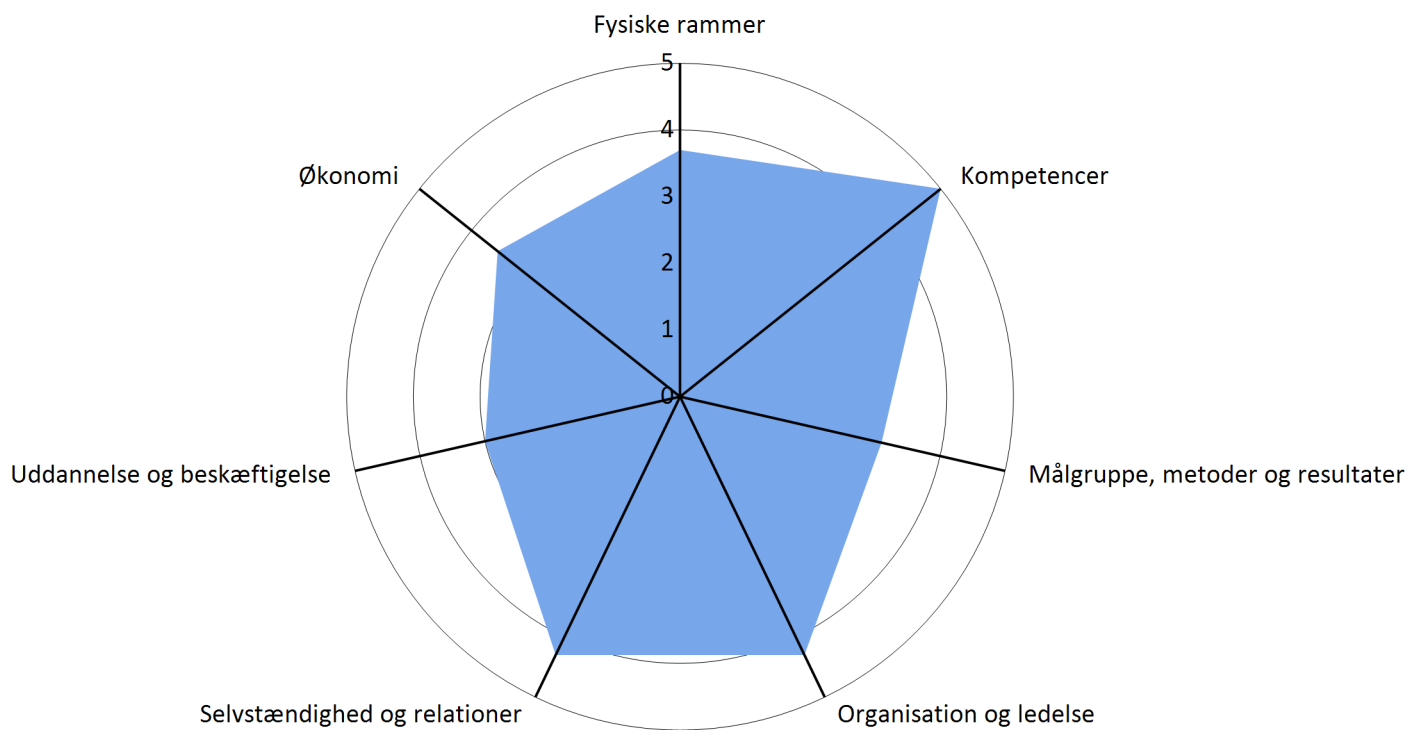 Fysiske rammer
5
4
3
2
1
0
Økonomi
Kompetencer
Uddannelse og beskæftigelse
Målgruppe, metoder og resultater
Selvstændighed og relationer
Organisation og ledelse